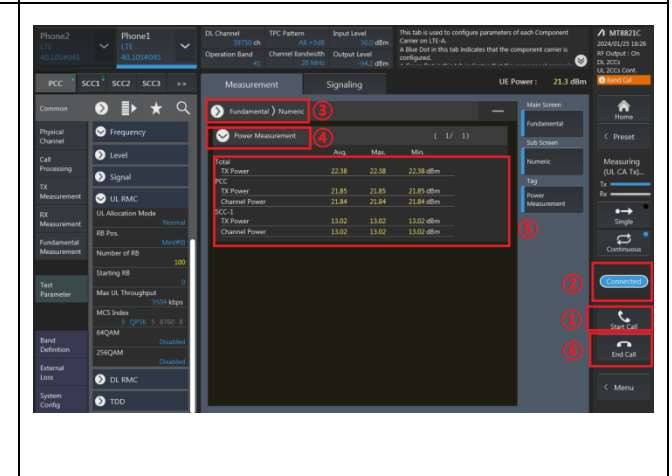 Phone2
LTE
40.10S#045
Phone1
LTE
40.10S#045
DL Channel
39750 ch
TPC Pattern
All +3dB
Input Level
30.0 dBm
Operation Band
41
Channel Bandwidth
20 MHz
Output Level
-54.2 dBm
This tab is used to configure parameters of each Component
Carrier on LTE-A.
A Blue Dot in this tab indicates that the component carrier is
configured.
MT8821C
2024/01/25 16:26
RF Output : On
DL 2CCs
UL 2CCs Cont.
Band Cal
PCC
SCC1
SCC2
SCC3
>>
Measurement
Signaling
UE Power :
21.3 dBm
Common
Physical
Channel
Call
Processing
TX
Measurement
RX
Measurement
Fundamental
Measurement
Test
Parameter
Band
Definition
External
Loss
System
Config
Frequency
Level
Signal
UL RMC
UL Allocation Mode
Normal
RB Pos.
Min(#0)
Number of RB
100
Starting RB
0
Max UL Throughput
3504 kbps
MCS Index
5 QPSK 5 8760 8
64QAM
Disabled
256QAM
Disabled
DL RMC
TDD
Fundamental 〉 Numeric
③
Power Measurement
④
( 1/ 1)
Avg. Max. Min.
Total
TX Power 22.38 22.38 22.38 dBm
PCC
TX Power 21.85 21.85 21.85 dBm
Channel Power 21.84 21.84 21.84 dBm
SCC-1
TX Power 13.02 13.02 13.02 dBm
Channel Power 13.02 13.02 13.02 dBm
⑤
Main Screen
Fundamental
Sub Screen
Numeric
Tag
Power
Measurement
Home
< Preset
Measuring
(UL CA Tx)...
Tx
Rx
Single
Continuous
② Connected
①
Start Call
⑥
End Call
< Menu